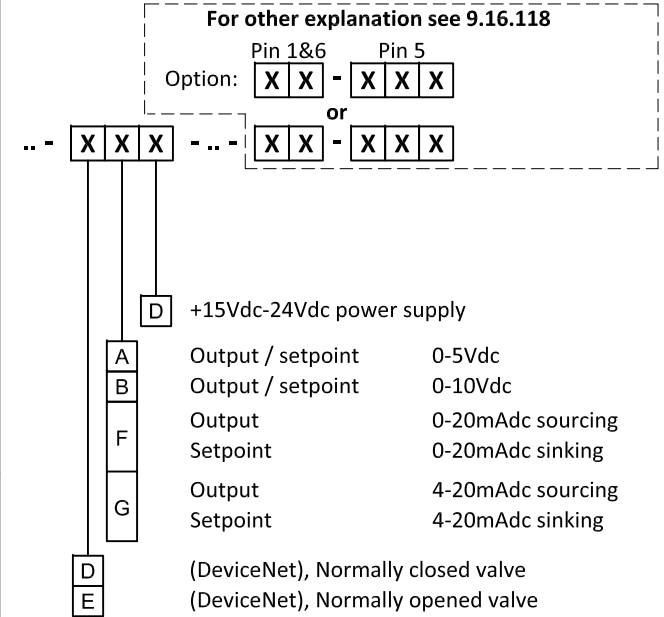 For other explanation see 9.16.118
Pin 1&6 Pin 5
Option: X X - X X X
or
.. - X X X - .. - X X - X X X
D +15Vdc-24Vdc power supply
A Output / setpoint 0-5Vdc
B Output / setpoint 0-10Vdc
F
Output 0-20mAdc sourcing
Setpoint 0-20mAdc sinking
G
Output 4-20mAdc sourcing
Setpoint 4-20mAdc sinking
D (DeviceNet), Normally closed valve
E (DeviceNet), Normally opened valve